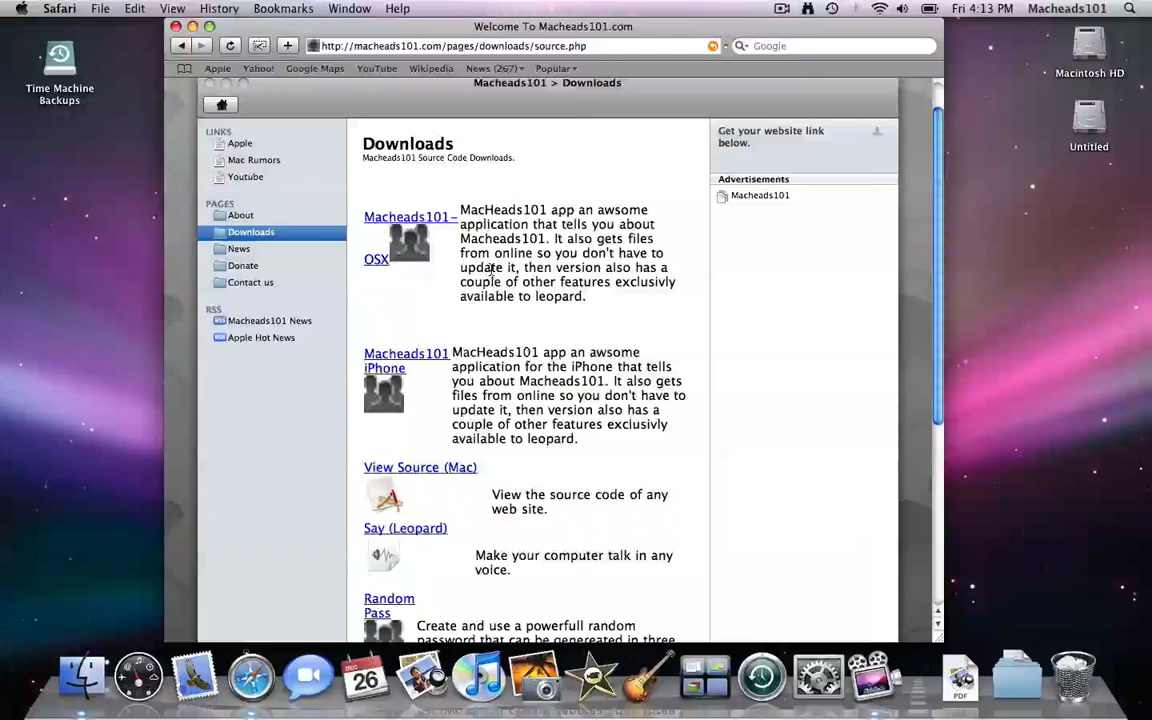 Safari File Edit View History Bookmarks Window Help Fri 4:13 PM Macheads101
Welcome To Macheads101.com
http://macheads101.com/pages/downloads/source.php
Google
Apple Yahoo! Google Maps YouTube Wikipedia News (267) Popular
Time Machine
Backups
Macintosh HD
Untitled
Macheads101 > Downloads
LINKS
Apple
Mac Rumors
Youtube
PAGES
About
Downloads
News
Donate
Contact us
RSS
Macheads101 News
Apple Hot News
Downloads
Macheads101 Source Code Downloads.
Macheads101-
OSX
MacHeads101 app an awsome
application that tells you about
Macheads101. It also gets files
from online so you don't have to
update it, then version also has a
couple of other features exclusivly
available to leopard.
Macheads101
iPhone
MacHeads101 app an awsome
application for the iPhone that tells
you about Macheads101. It also gets
files from online so you don't have to
update it, then version also has a
couple of other features exclusivly
available to leopard.
View Source (Mac)
View the source code of any
web site.
Say (Leopard)
Make your computer talk in any
voice.
Random
Pass
Create and use a powerfull random
password that can be generated in three
Get your website link
below.
Advertisements
Macheads101
DEC
26
PDF